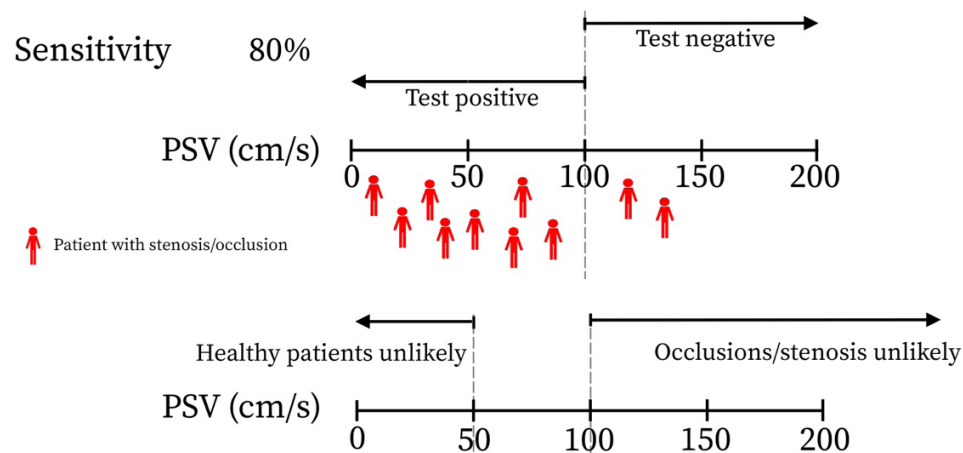 Test negative
Sensitivity 80%
Test positive
PSV (cm/s)
0 50 100 150 200
Patient with stenosis/occlusion
Healthy patients unlikely Occlusions/stenosis unlikely
PSV (cm/s)
0 50 100 150 200